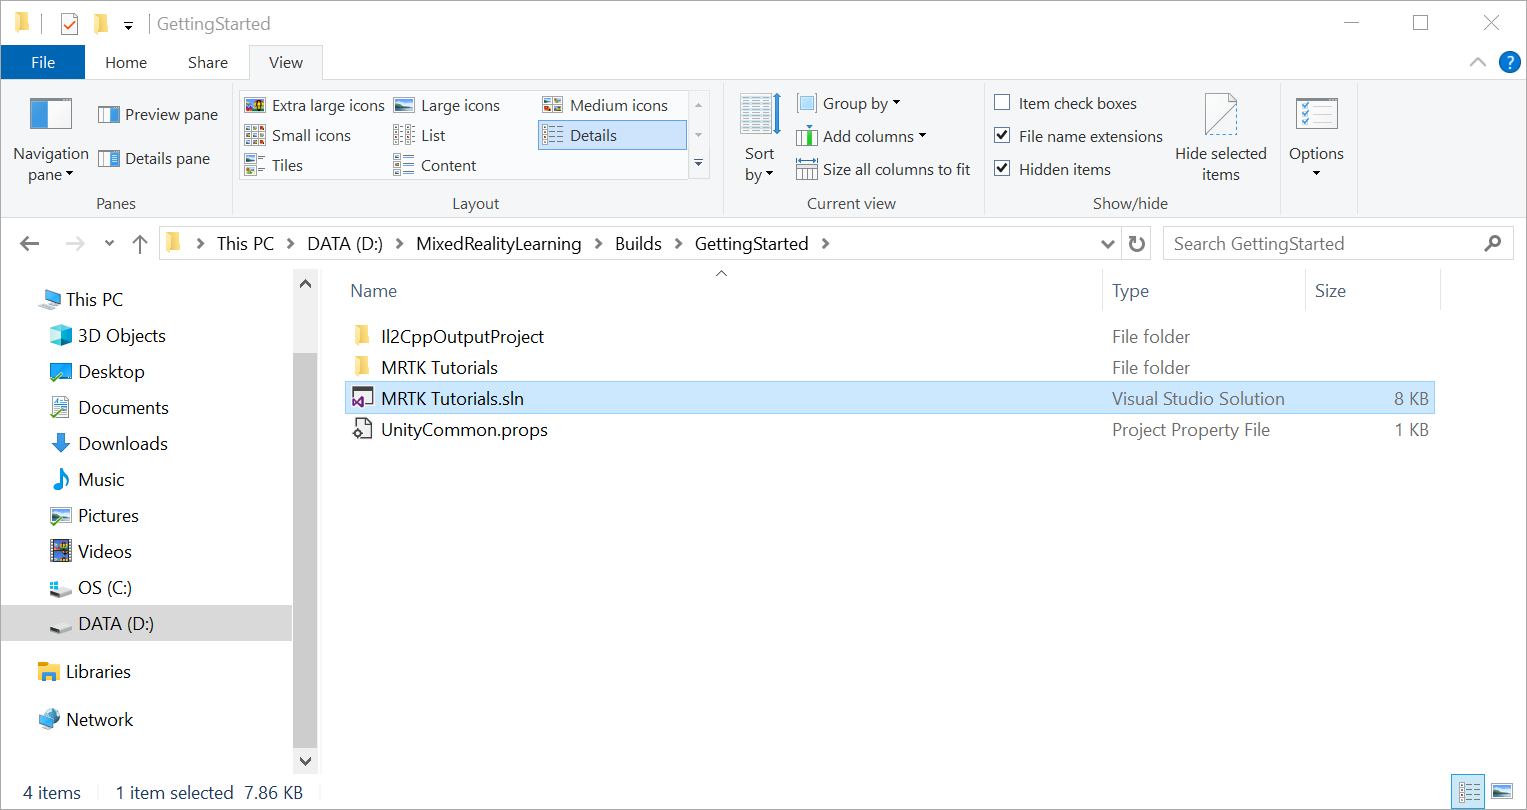 GettingStarted
File Home Share View ?
Extra large icons Large icons Medium icons
Small icons List Details
Tiles Content
Preview pane
Details pane
Navigation
pane
Panes
Layout
Sort
by
Group by
Add columns
Size all columns to fit
Current view
Item check boxes
File name extensions
Hidden items
Hide selected
items
Show/hide
Options
This PC > DATA (D:) > MixedRealityLearning > Builds > GettingStarted >
Search GettingStarted
This PC
3D Objects
Desktop
Documents
Downloads
Music
Pictures
Videos
OS (C:)
DATA (D:)
Libraries
Network
Name Type Size
Il2CppOutputProject File folder
MRTK Tutorials File folder
MRTK Tutorials.sln Visual Studio Solution 8 KB
UnityCommon.props Project Property File 1 KB
4 items 1 item selected 7.86 KB